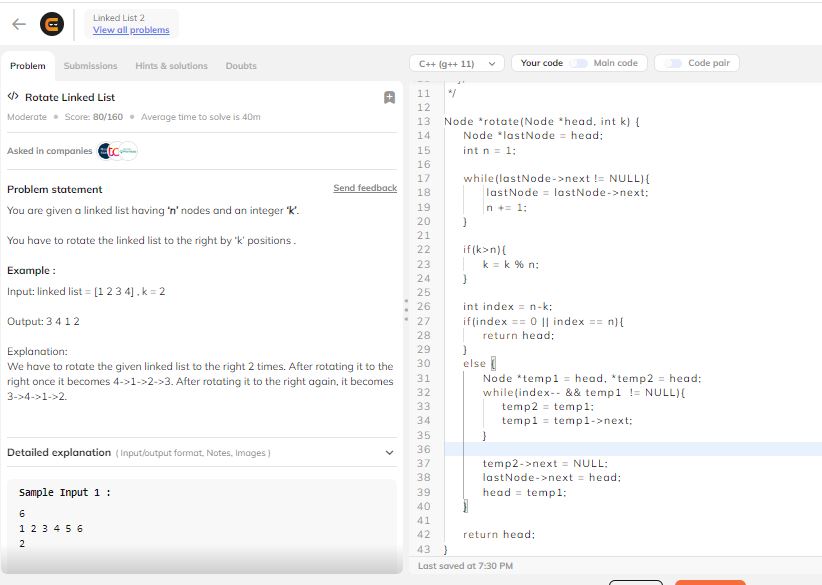 Linked List 2
View all problems
Problem
Submissions
Hints & solutions
Doubts
</> Rotate Linked List
Moderate • Score: 80/160 • Average time to solve is 40m
Asked in companies
Problem statement
Send feedback
You are given a linked list having 'n' nodes and an integer 'k'.
You have to rotate the linked list to the right by 'k' positions .
Example :
Input: linked list = [1 2 3 4] , k = 2
Output: 3 4 1 2
Explanation:
We have to rotate the given linked list to the right 2 times. After rotating it to the
right once it becomes 4->1->2->3. After rotating it to the right again, it becomes
3->4->1->2.
Detailed explanation ( Input/output format, Notes, Images )
Sample Input 1 :
6
1 2 3 4 5 6
2
C++ (g++ 11)
Your code
Main code
Code pair
11 */
12
13 Node *rotate(Node *head, int k) {
14 Node *lastNode = head;
15 int n = 1;
16
17 while(lastNode->next != NULL){
18 lastNode = lastNode->next;
19 n += 1;
20 }
21
22 if(k>n){
23 k = k % n;
24 }
25
26 int index = n-k;
27 if(index == 0 || index == n){
28 return head;
29 }
30 else {
31 Node *temp1 = head, *temp2 = head;
32 while(index-- && temp1 != NULL){
33 temp2 = temp1;
34 temp1 = temp1->next;
35 }
36
37 temp2->next = NULL;
38 lastNode->next = head;
39 head = temp1;
40 }
41
42 return head;
43 }
Last saved at 7:30 PM